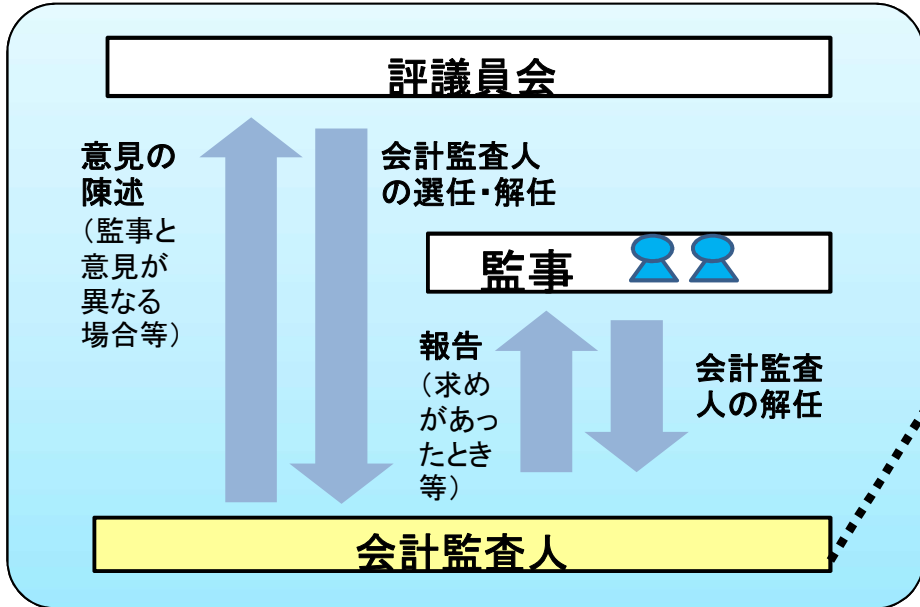 評議員会
意見の
陳述
（監事と
意見が
異なる
場合等）
会計監査人
の選任・解任
監事
報告
（求め
があっ
たとき
等）
会計監査
人の解任
会計監査人